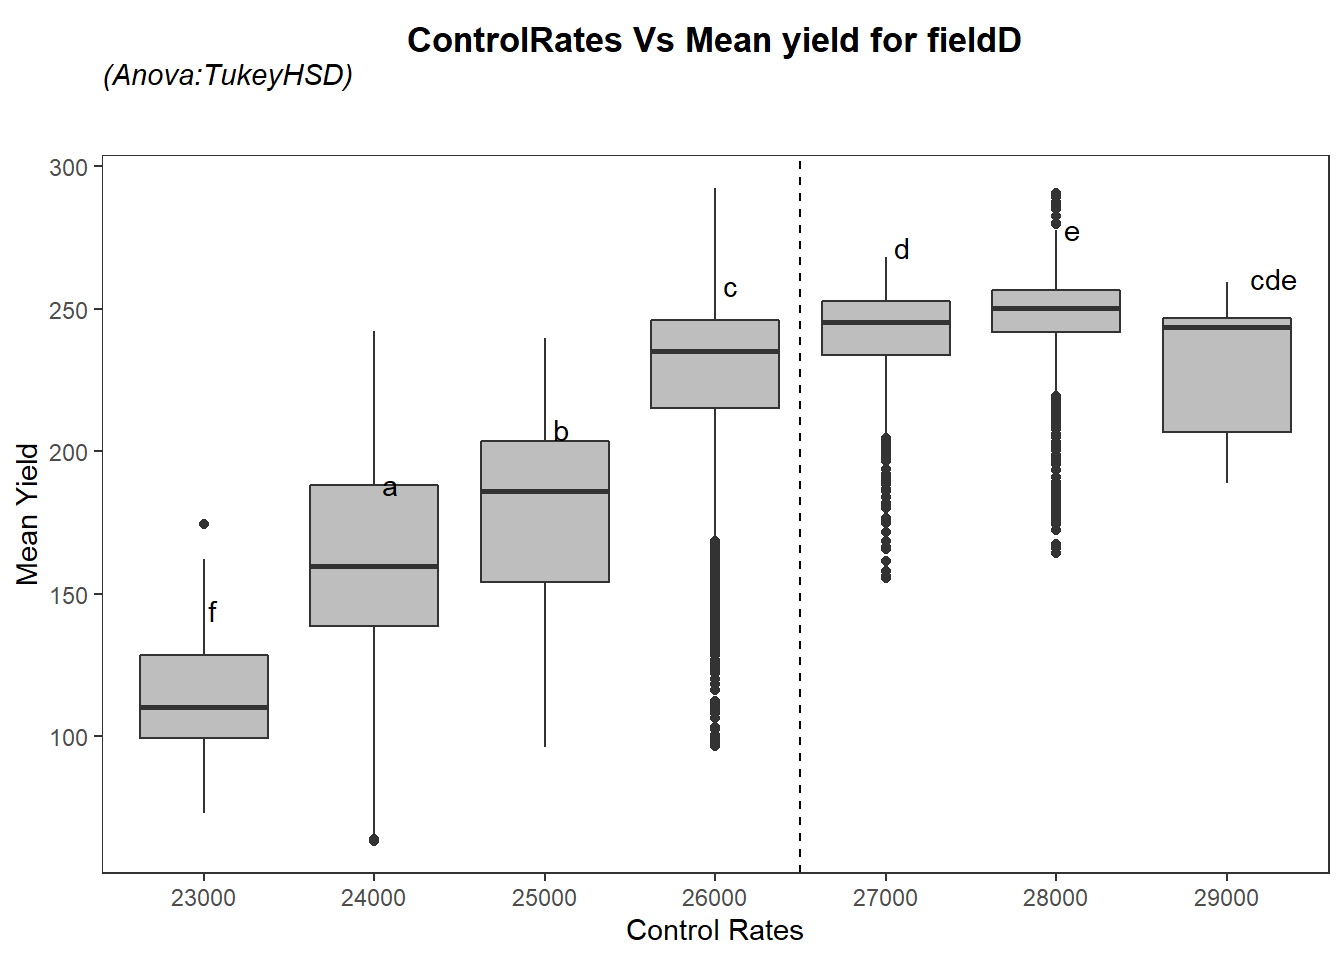 ControlRates Vs Mean yield for fieldD
(Anova:TukeyHSD)
300
250
200
150
100
Mean Yield
f
a
b
c
d
e
cde
23000 24000 25000 26000 27000 28000 29000
Control Rates